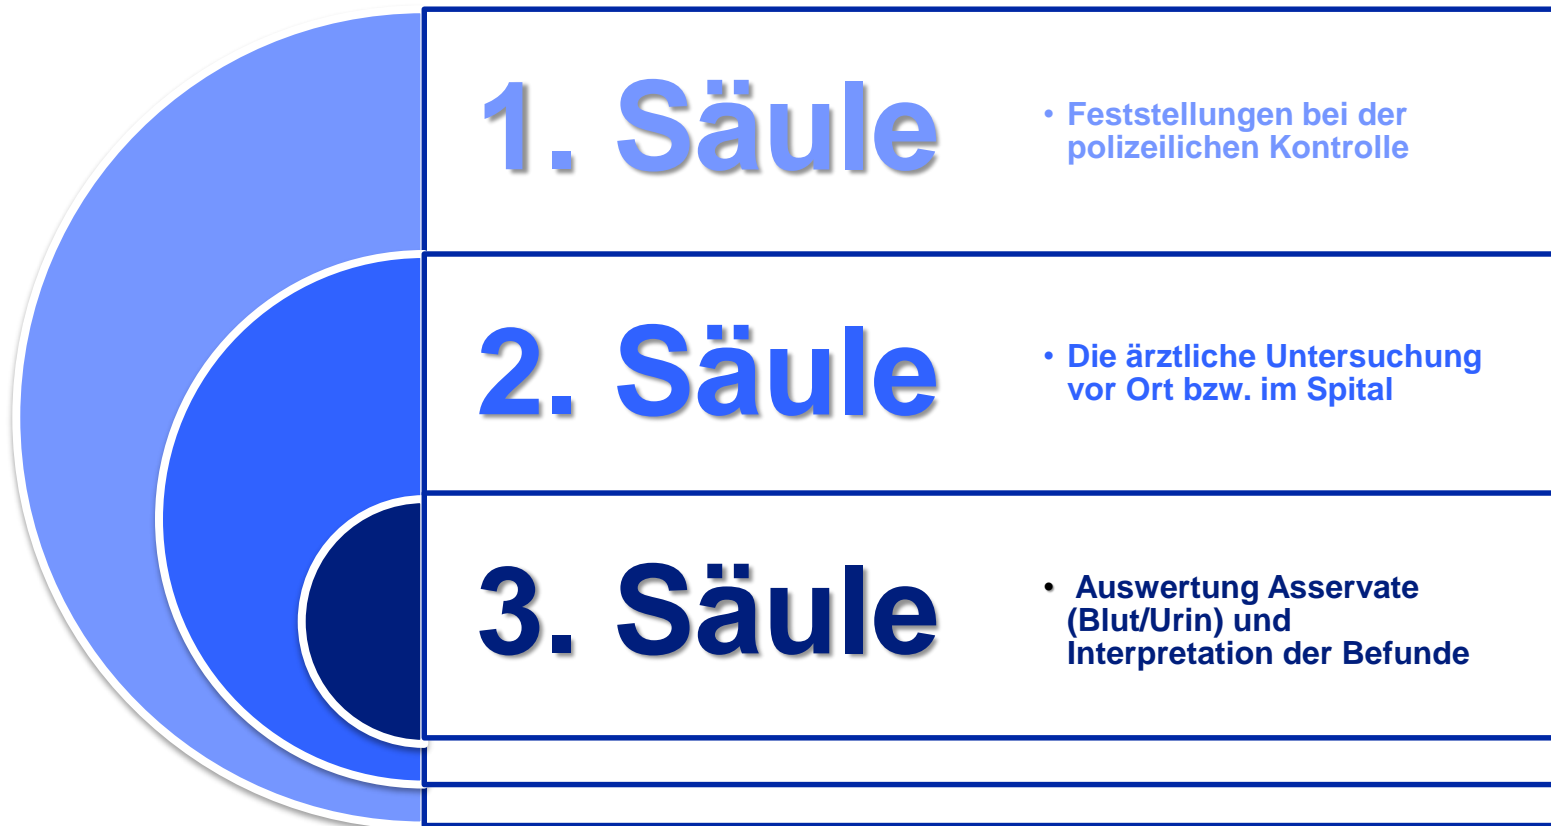 1. Säule
• Feststellungen bei der
polizeilichen Kontrolle
2. Säule
• Die ärztliche Untersuchung
vor Ort bzw. im Spital
3. Säule
• Auswertung Asservate
(Blut/Urin) und
Interpretation der Befunde